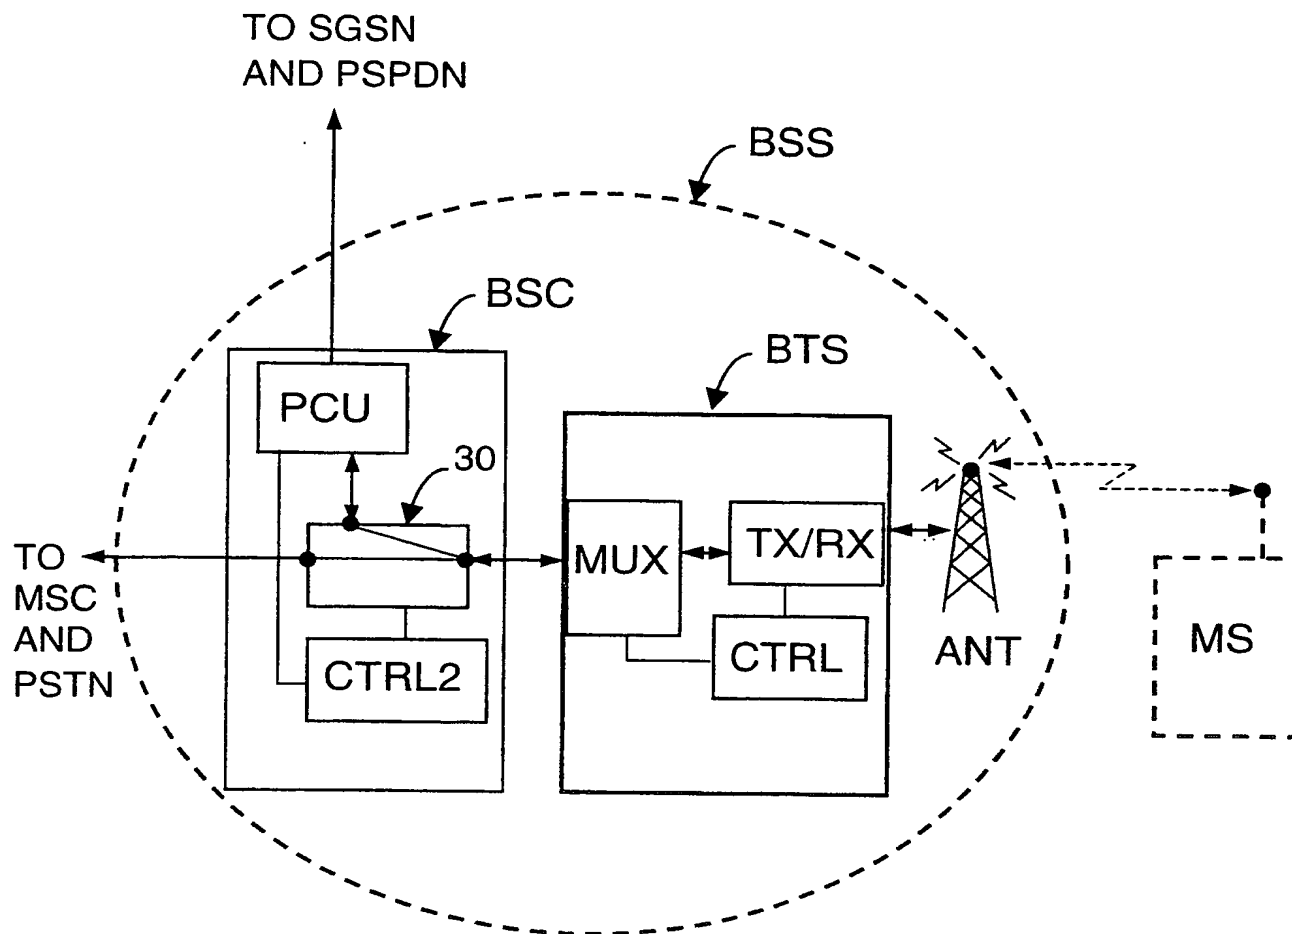 TO SGSN
AND PSPDN
BSS
BSC
BTS
PCU
30
TO
MSC
AND
PSTN
MUX
TX/RX
CTRL2
CTRL
ANT
MS